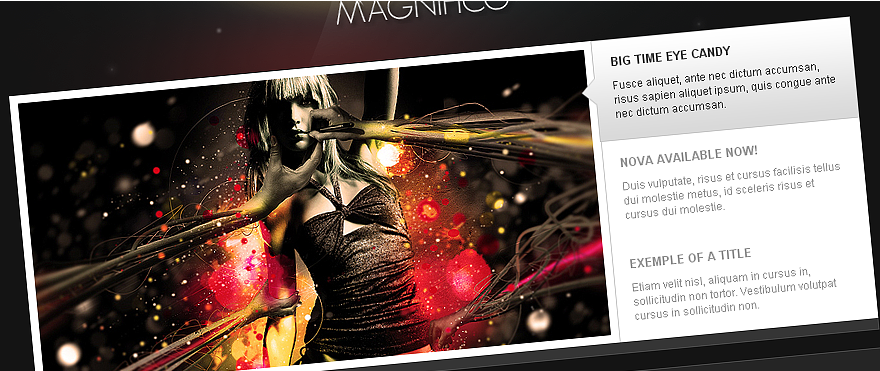 MAGNIFICO
BIG TIME EYE CANDY
Fusce aliquet, ante nec dictum accumsan,
risus sapien aliquet ipsum, quis congue ante
nec dictum accumsan.
NOVA AVAILABLE NOW!
Duis vulputate, risus et cursus facilisis tellus
dui molestie metus, id sceleris risus et
cursus dui molestie.
EXEMPLE OF A TITLE
Etiam velit nisl, aliquam in cursus in,
sollicitudin non tortor. Vestibulum volutpat
cursus in sollicitudin non.